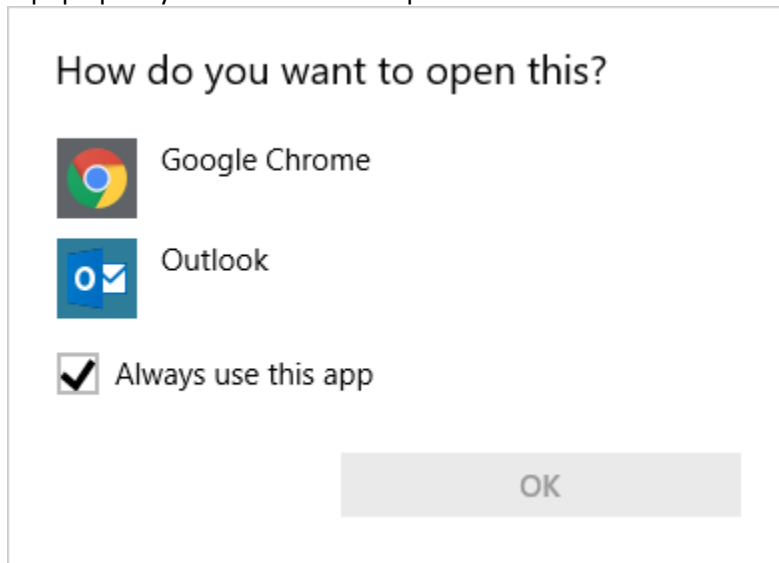 How do you want to open this?
Google Chrome
Outlook
Always use this app
OK